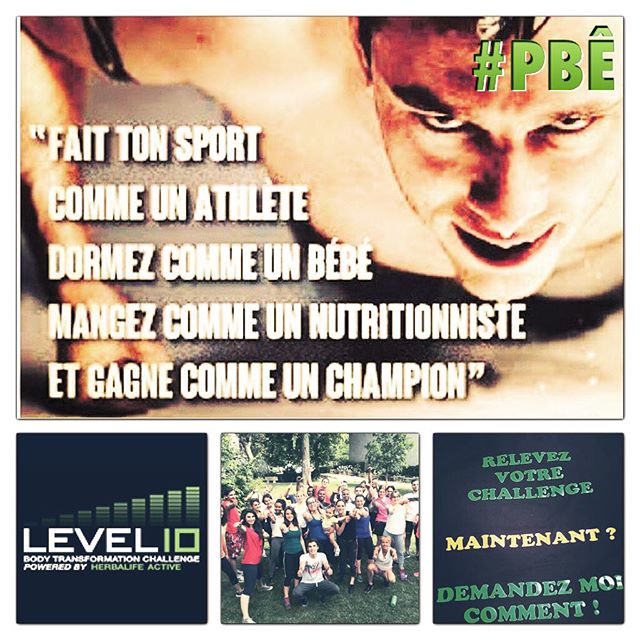 #PBÊ
"FAIT TON SPORT
COMME UN ATHLÈTE
DORMEZ COMME UN BÉBÉ
MANGEZ COMME UN NUTRITIONNISTE
ET GAGNE COMME UN CHAMPION"
LEVEL10
BODY TRANSFORMATION CHALLENGE
POWERED BY HERBALIFE ACTIVE
RELEVEZ
VOTRE
CHALLENGE
MAINTENANT ?
DEMANDEZ MOI
COMMENT !